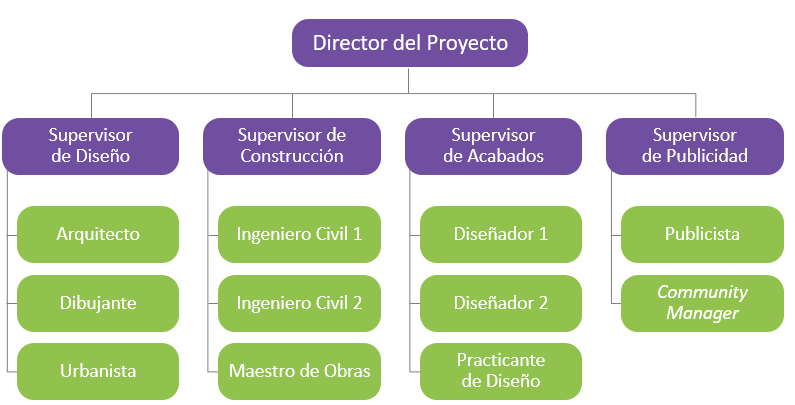 Director del Proyecto
Supervisor
de Diseño
Supervisor de
Construcción
Supervisor
de Acabados
Supervisor
de Publicidad
Arquitecto
Ingeniero Civil 1
Diseñador 1
Publicista
Dibujante
Ingeniero Civil 2
Diseñador 2
Community
Manager
Urbanista
Maestro de Obras
Practicante
de Diseño